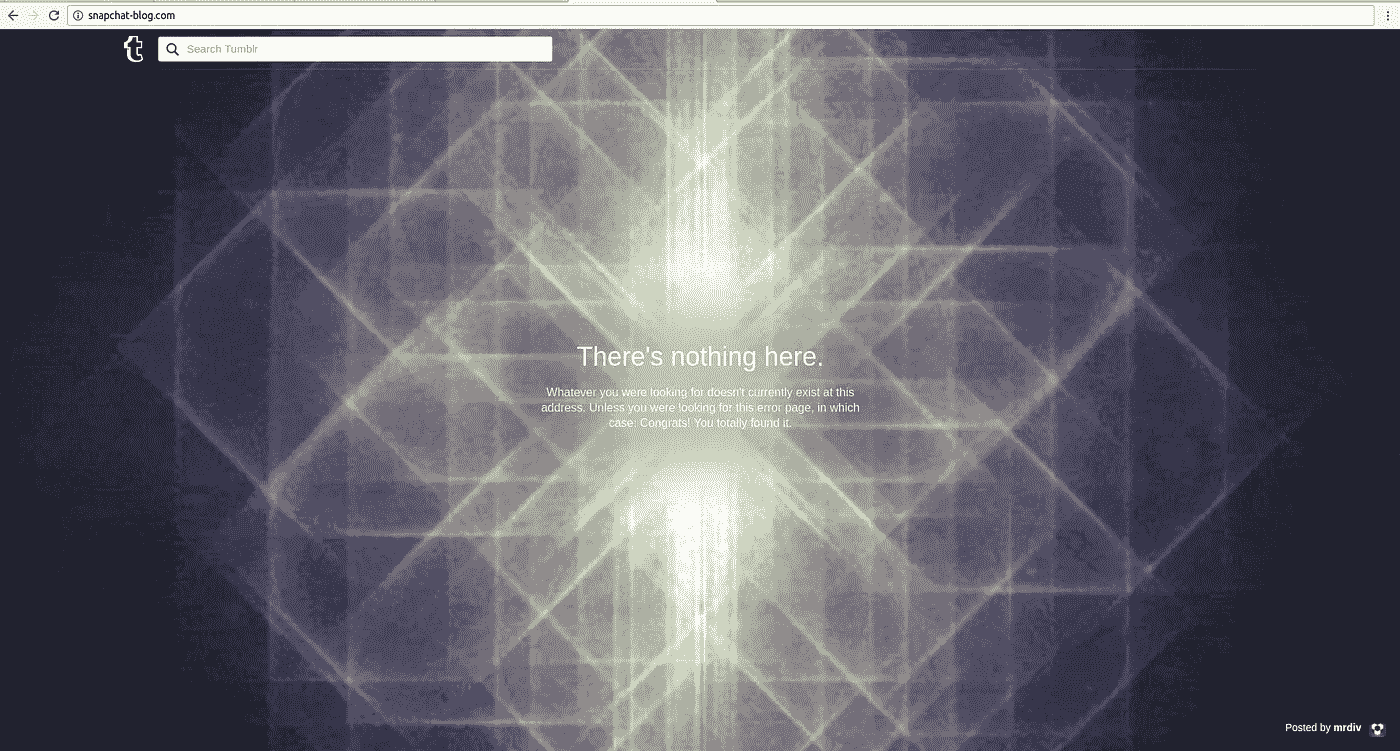 snapchat-blog.com
t Search Tumblr
There's nothing here.
Whatever you were looking for doesn't currently exist at this
address. Unless you were looking for this error page, in which
case: Congrats! You totally found it.
Posted by mrdiv